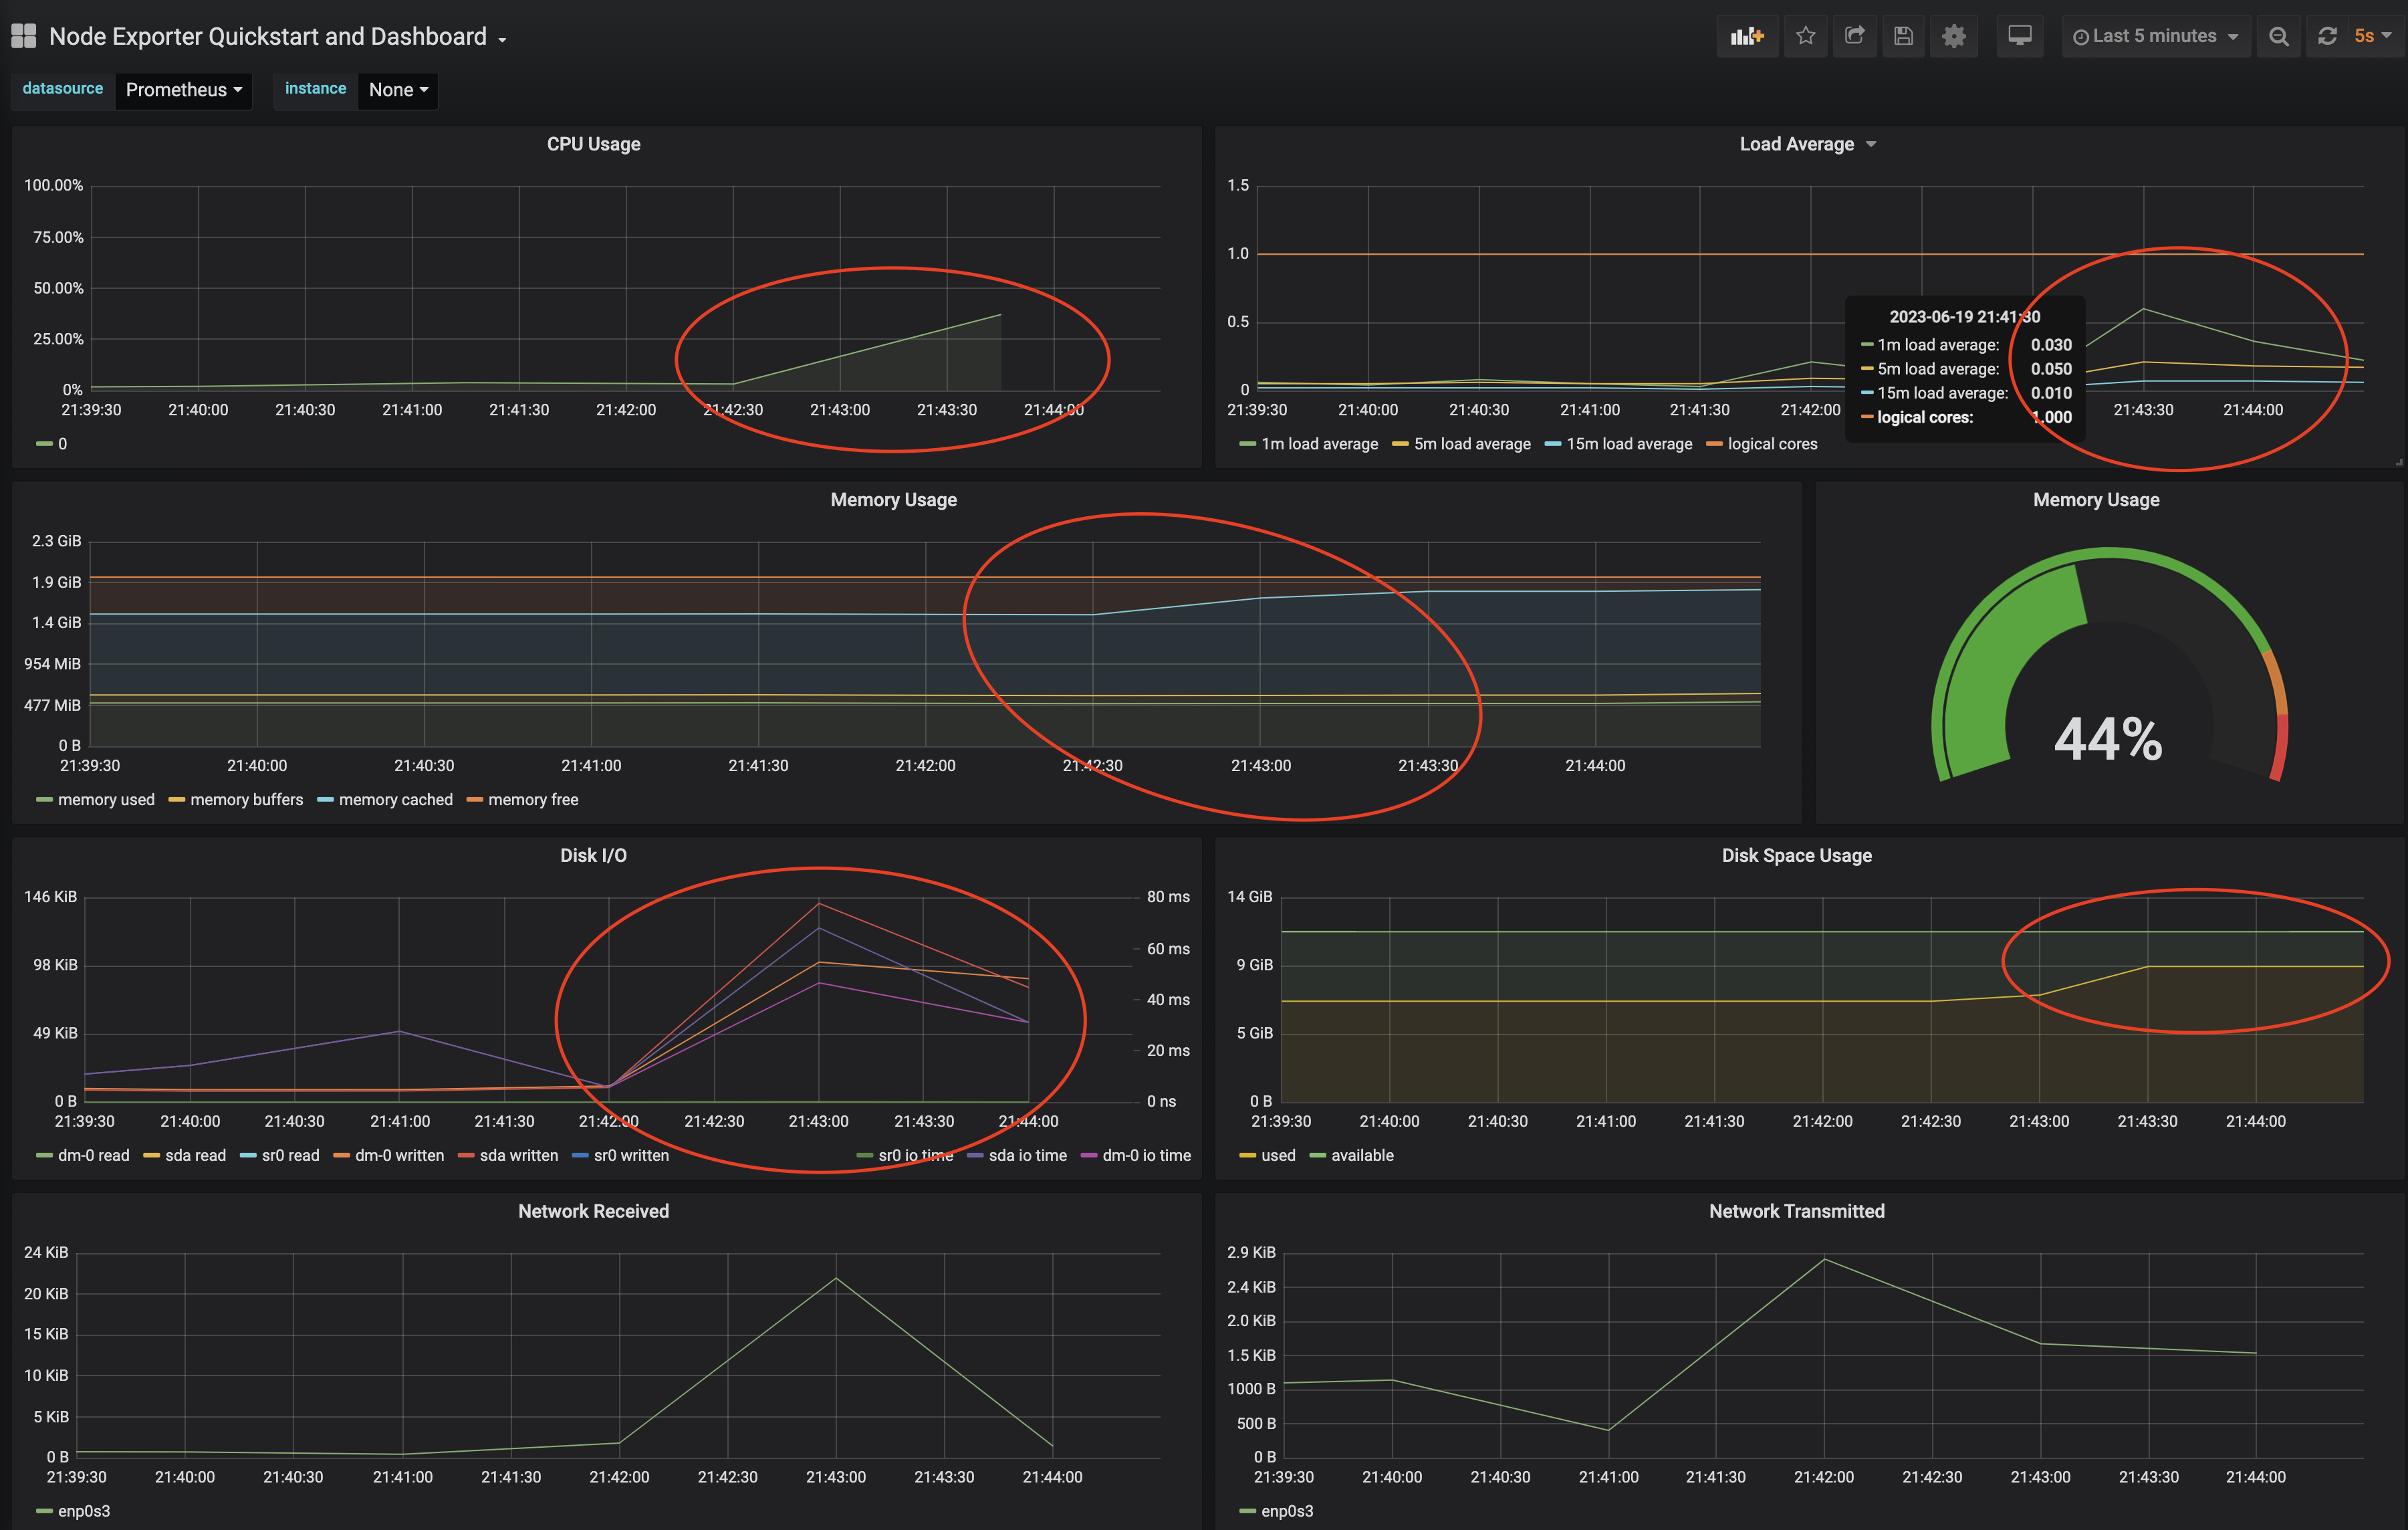 Node Exporter Quickstart and Dashboard
Last 5 minutes 5s
datasource Prometheus instance None
CPU Usage
100.00%
75.00%
50.00%
25.00%
0%
21:39:30 21:40:00 21:40:30 21:41:00 21:41:30 21:42:00 21:42:30 21:43:00 21:43:30 21:44:00
0
Load Average
1.5
1.0
0.5
0
21:39:30 21:40:00 21:40:30 21:41:00 21:41:30 21:42:00 21:43:30 21:44:00
2023-06-19 21:41:30
1m load average: 0.030
5m load average: 0.050
15m load average: 0.010
logical cores: 1.000
1m load average 5m load average 15m load average logical cores
Memory Usage
2.3 GiB
1.9 GiB
1.4 GiB
954 MiB
477 MiB
0 B
21:39:30 21:40:00 21:40:30 21:41:00 21:41:30 21:42:00 21:42:30 21:43:00 21:43:30 21:44:00
memory used memory buffers memory cached memory free
Memory Usage
44%
Disk I/O
146 KiB
98 KiB
49 KiB
0 B
80 ms
60 ms
40 ms
20 ms
0 ns
21:39:30 21:40:00 21:40:30 21:41:00 21:41:30 21:42:00 21:42:30 21:43:00 21:43:30 21:44:00
dm-0 read sda read sr0 read dm-0 written sda written sr0 written sr0 io time sda io time dm-0 io time
Disk Space Usage
14 GiB
9 GiB
5 GiB
0 B
21:39:30 21:40:00 21:40:30 21:41:00 21:41:30 21:42:00 21:42:30 21:43:00 21:43:30 21:44:00
used available
Network Received
24 KiB
20 KiB
15 KiB
10 KiB
5 KiB
0 B
21:39:30 21:40:00 21:40:30 21:41:00 21:41:30 21:42:00 21:42:30 21:43:00 21:43:30 21:44:00
enp0s3
Network Transmitted
2.9 KiB
2.4 KiB
2.0 KiB
1.5 KiB
1000 B
500 B
0 B
21:39:30 21:40:00 21:40:30 21:41:00 21:41:30 21:42:00 21:42:30 21:43:00 21:43:30 21:44:00
enp0s3